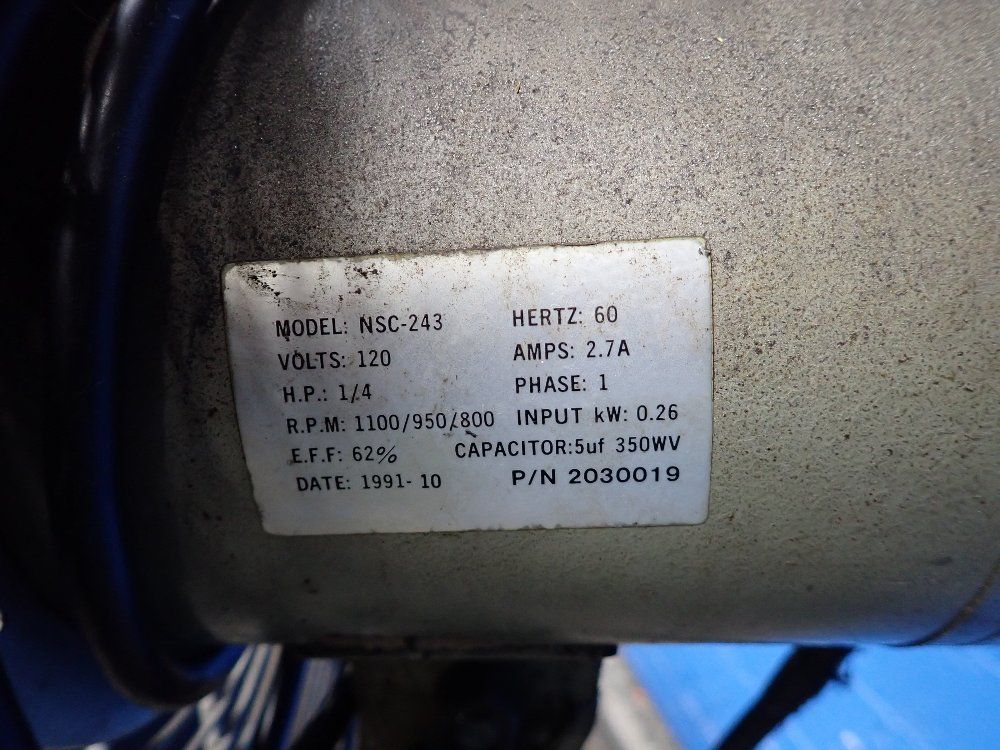 MODEL: NSC-243 HERTZ: 60
VOLTS: 120 AMPS: 2.7A
H.P.: 1/4 PHASE: 1
R.P.M: 1100/950/800 INPUT kW: 0.26
E.F.F: 62% CAPACITOR:5uf 350WV
DATE: 1991-10 P/N 2030019